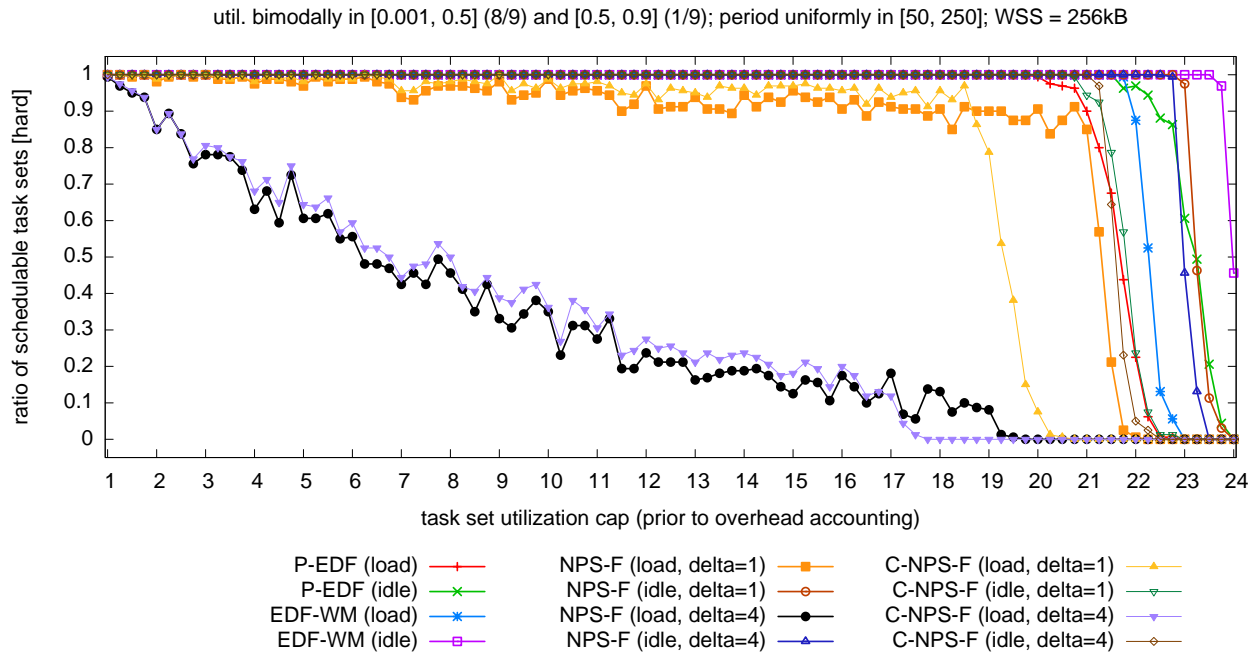 util. bimodally in [0.001, 0.5] (8/9) and [0.5, 0.9] (1/9); period uniformly in [50, 250]; WSS = 256kB
ratio of schedulable task sets [hard]
1
0.9
0.8
0.7
0.6
0.5
0.4
0.3
0.2
0.1
0
1 2 3 4 5 6 7 8 9 10 11 12 13 14 15 16 17 18 19 20 21 22 23 24
task set utilization cap (prior to overhead accounting)
P-EDF (load)
P-EDF (idle)
EDF-WM (load)
EDF-WM (idle)
NPS-F (load, delta=1)
NPS-F (idle, delta=1)
NPS-F (load, delta=4)
NPS-F (idle, delta=4)
C-NPS-F (load, delta=1)
C-NPS-F (idle, delta=1)
C-NPS-F (load, delta=4)
C-NPS-F (idle, delta=4)